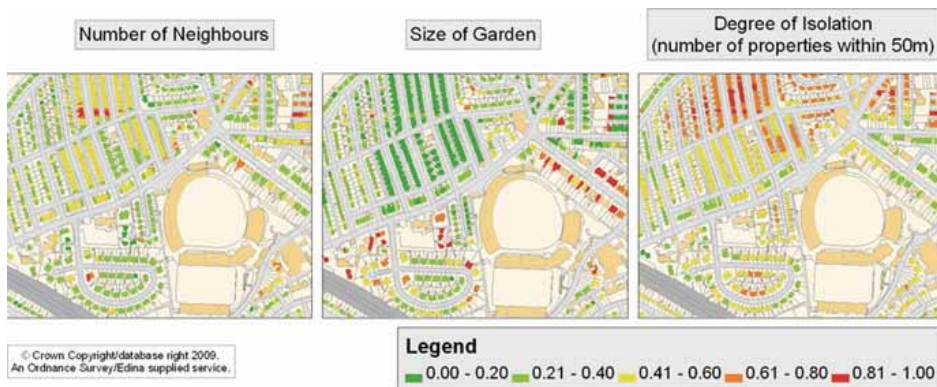 Number of Neighbours
Size of Garden
Degree of Isolation
(number of properties within 50m)
© Crown Copyright/database right 2009.
An Ordnance Survey/Edina supplied service.
Legend
0.00 - 0.20
0.21 - 0.40
0.41 - 0.60
0.61 - 0.80
0.81 - 1.00